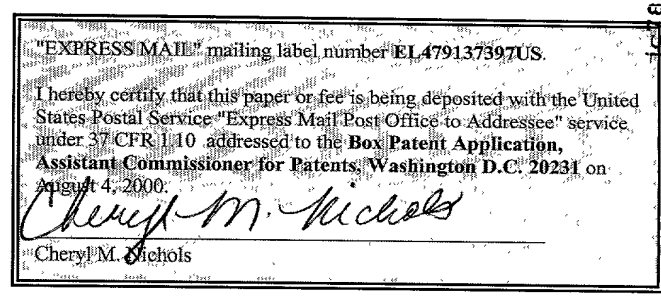 "EXPRESS MAIL" mailing label number EL479137397US.
I hereby certify that this paper or fee is being deposited with the United
States Postal Service "Express Mail Post Office to Addressee" service
under 37 CFR 1.10 addressed to the Box Patent Application,
Assistant Commissioner for Patents, Washington D.C. 20231 on
August 4, 2000.
Cheryl M. Nichols
Cheryl M. Nichols